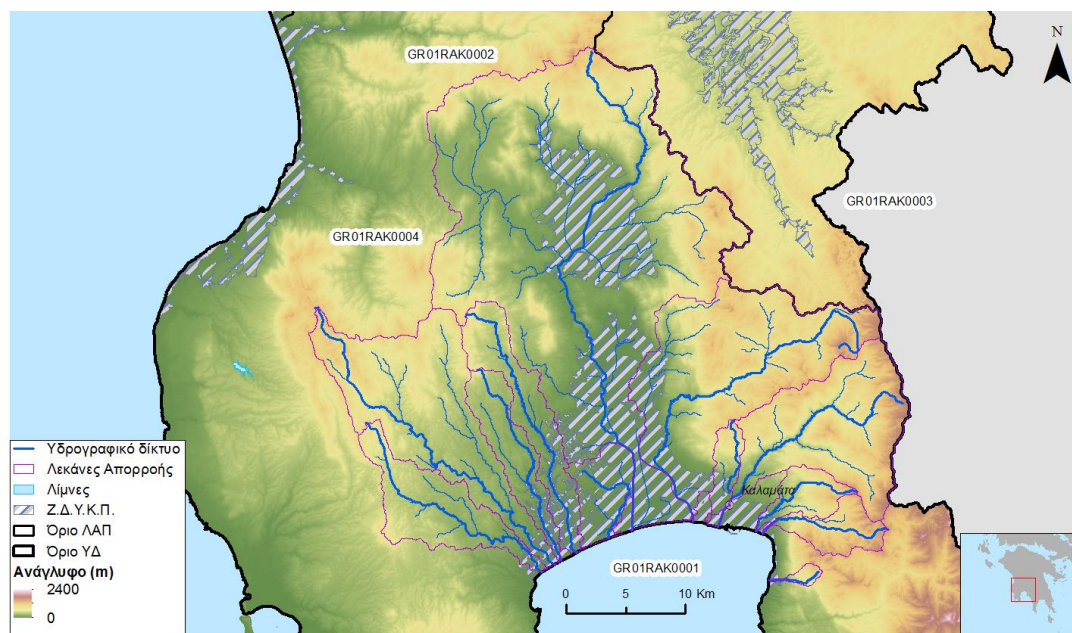 GR01RAK0002
N
GR01RAK0003
GR01RAK0004
Καλαμάτα
GR01RAK0001
0 5 10 Km
Υδρογραφικό δίκτυο
Λεκάνες Απορροής
Λίμνες
Ζ.Δ.Υ.Κ.Π.
Όριο ΛΑΠ
Όριο ΥΔ
Ανάγλυφο (m)
2400
0